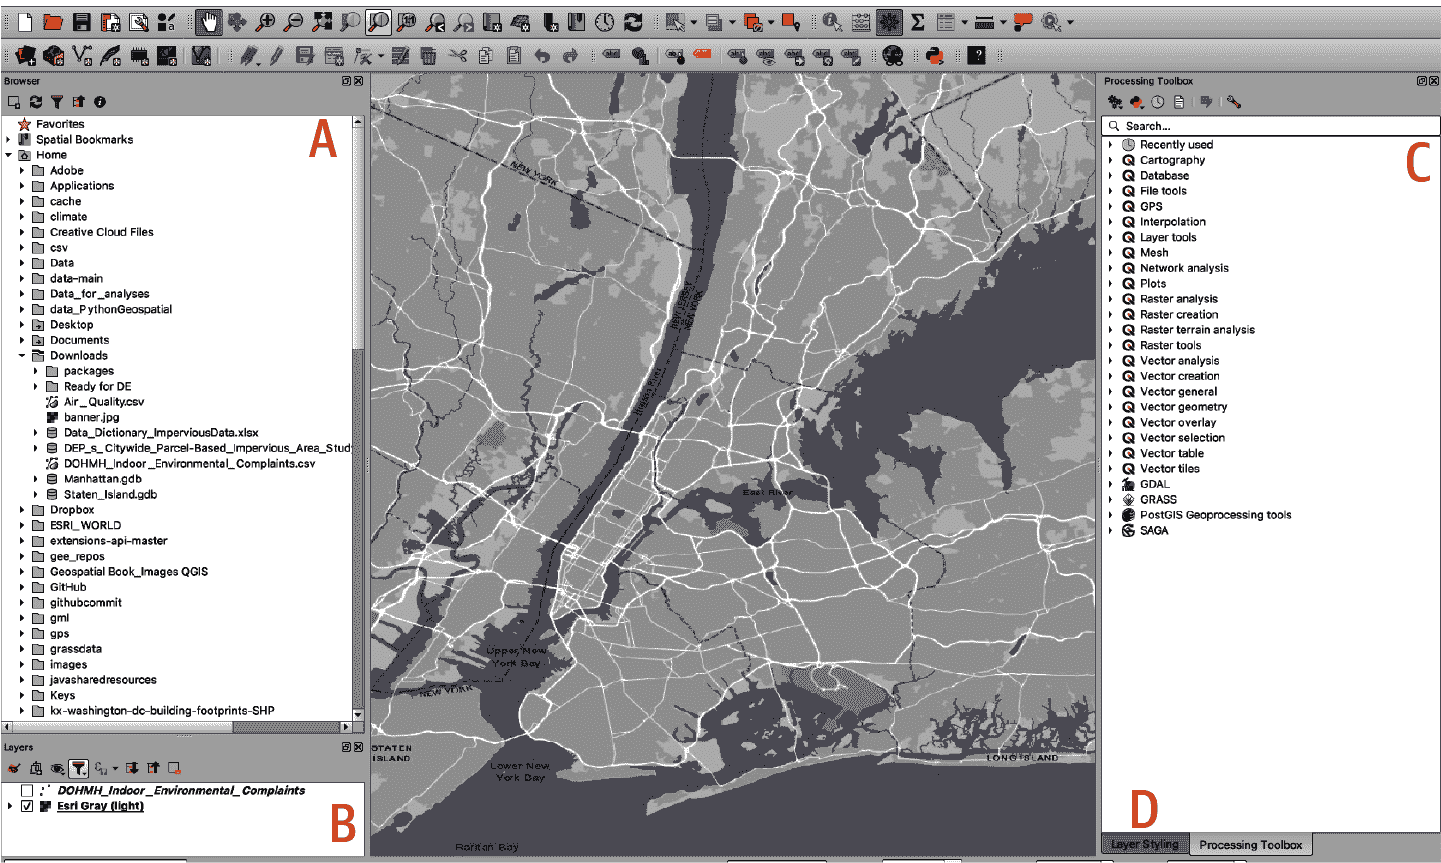 Browser
A
Favorites
Spatial Bookmarks
Home
Adobe
Applications
cache
climate
Creative Cloud Files
csv
Data
data-main
Data_for_analyses
data_PythonGeospatial
Desktop
Documents
Downloads
packages
Ready for DE
Air_Quality.csv
banner.jpg
Data_Dictionary_ImperviousData.xlsx
DEP_s_Citywide_Parcel-Based_Impervious_Area_Study
DOHMH_Indoor_Environmental_Complaints.csv
Manhattan.gdb
Staten_Island.gdb
Dropbox
ESRI_WORLD
extensions-api-master
gee_repos
Geospatial Book_Images QGIS
GitHub
githubcommit
gml
gps
grassdata
images
javasharedresources
Keys
kx-washington-dc-building-footprints-SHP
Layers
DOHMH_Indoor_Environmental_Complaints
Esri Gray (light)
B
NEW YORK
NEW JERSEY
NEW YORK
Hudson River
East River
Upper New
York Bay
NEW YORK
STATEN
ISLAND
Lower New
York Bay
LONG ISLAND
Raritan Bay
Processing Toolbox
Search...
C
Recently used
Cartography
Database
File tools
GPS
Interpolation
Layer tools
Mesh
Network analysis
Plots
Raster analysis
Raster creation
Raster terrain analysis
Raster tools
Vector analysis
Vector creation
Vector general
Vector geometry
Vector overlay
Vector selection
Vector table
Vector tiles
GDAL
GRASS
PostGIS Geoprocessing tools
SAGA
D
Layer Styling
Processing Toolbox